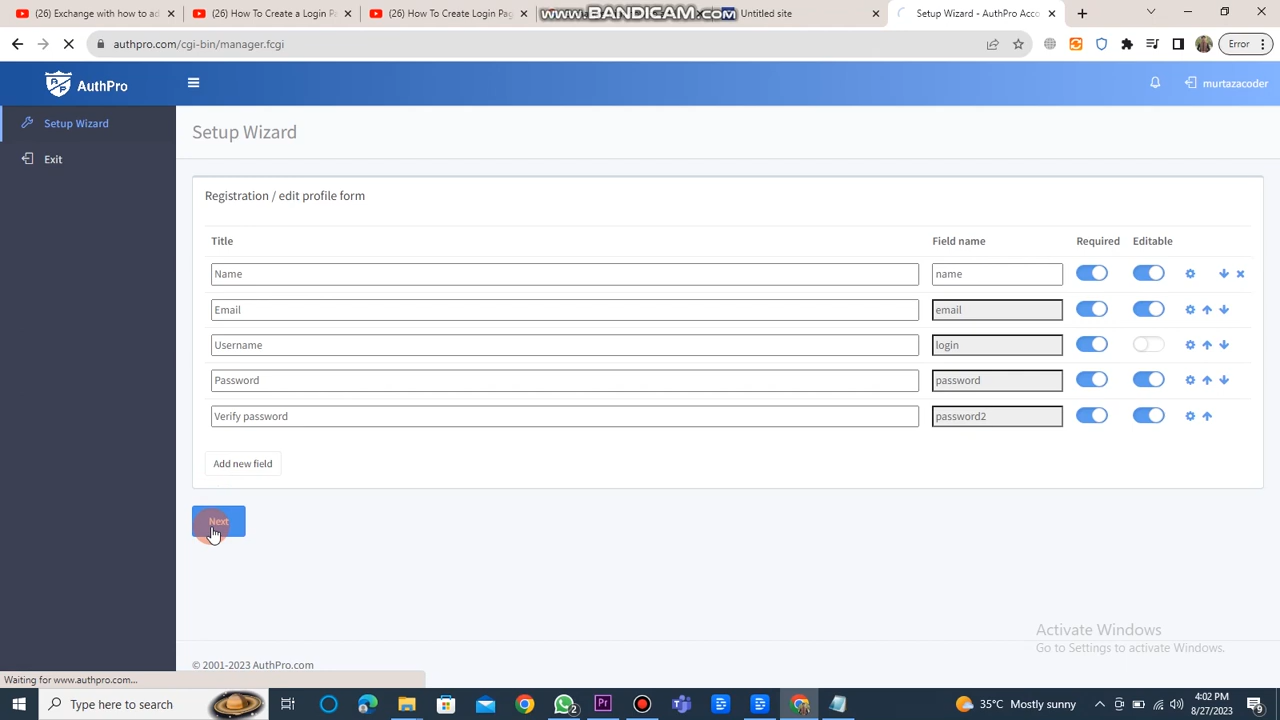 (26) Exchange with how to ad
(26) How To Create a Login P
(26) How To Create Login Pag
WWW.BANDICAM.COM
Untitled site
Setup Wizard - AuthPro Acco
authpro.com/cgi-bin/manager.fcgi
Error
AuthPro
murtazacoder
Setup Wizard
Exit
Setup Wizard
Registration / edit profile form
Title Field name Required Editable
Name name
Email email
Username login
Password password
Verify password password2
Add new field
Next
Activate Windows
Go to Settings to activate Windows.
© 2001-2023 AuthPro.com
Waiting for www.authpro.com...
Type here to search
2
Pr
35°C Mostly sunny
4:02 PM
8/27/2023